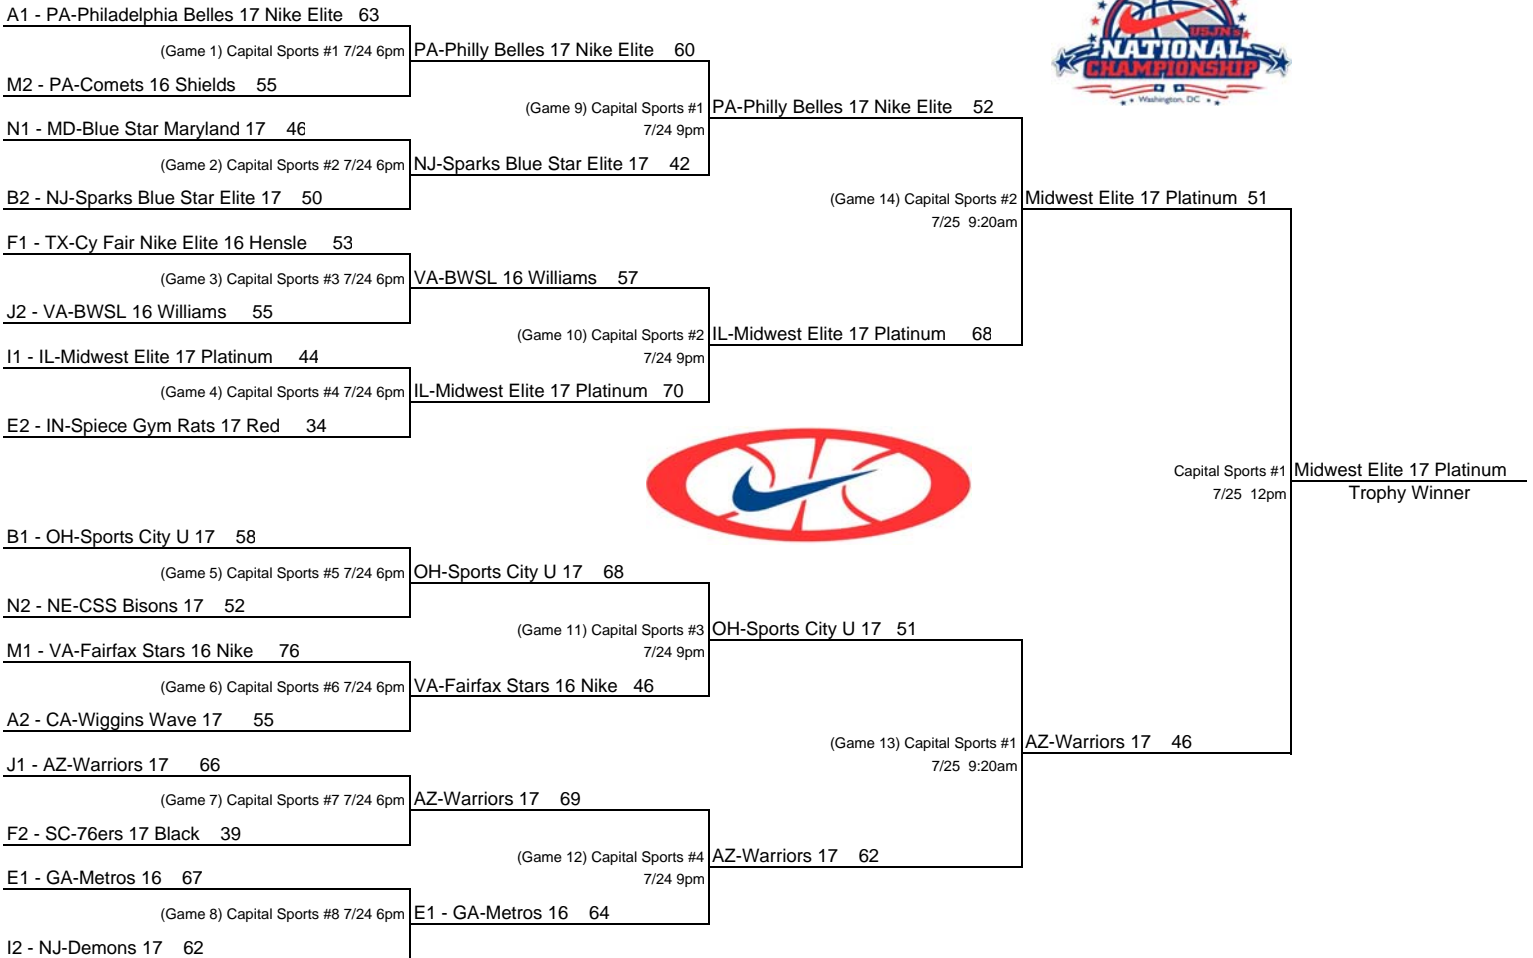 A1 - PA-Philadelphia Belles 17 Nike Elite 63
(Game 1) Capital Sports #1 7/24 6pm
PA-Philly Belles 17 Nike Elite 60
M2 - PA-Comets 16 Shields 55
(Game 9) Capital Sports #1
7/24 9pm
PA-Philly Belles 17 Nike Elite 52
N1 - MD-Blue Star Maryland 17 46
(Game 2) Capital Sports #2 7/24 6pm
NJ-Sparks Blue Star Elite 17 42
B2 - NJ-Sparks Blue Star Elite 17 50
(Game 14) Capital Sports #2
7/25 9:20am
Midwest Elite 17 Platinum 51
F1 - TX-Cy Fair Nike Elite 16 Hensle 53
(Game 3) Capital Sports #3 7/24 6pm
VA-BWSL 16 Williams 57
J2 - VA-BWSL 16 Williams 55
(Game 10) Capital Sports #2
7/24 9pm
IL-Midwest Elite 17 Platinum 68
I1 - IL-Midwest Elite 17 Platinum 44
(Game 4) Capital Sports #4 7/24 6pm
IL-Midwest Elite 17 Platinum 70
E2 - IN-Spiece Gym Rats 17 Red 34
USJN's
NATIONAL
CHAMPIONSHIP
Washington, DC
Capital Sports #1
7/25 12pm
Midwest Elite 17 Platinum
Trophy Winner
B1 - OH-Sports City U 17 58
(Game 5) Capital Sports #5 7/24 6pm
OH-Sports City U 17 68
N2 - NE-CSS Bisons 17 52
(Game 11) Capital Sports #3
7/24 9pm
OH-Sports City U 17 51
M1 - VA-Fairfax Stars 16 Nike 76
(Game 6) Capital Sports #6 7/24 6pm
VA-Fairfax Stars 16 Nike 46
A2 - CA-Wiggins Wave 17 55
(Game 13) Capital Sports #1
7/25 9:20am
AZ-Warriors 17 46
J1 - AZ-Warriors 17 66
(Game 7) Capital Sports #7 7/24 6pm
AZ-Warriors 17 69
F2 - SC-76ers 17 Black 39
(Game 12) Capital Sports #4
7/24 9pm
AZ-Warriors 17 62
E1 - GA-Metros 16 67
(Game 8) Capital Sports #8 7/24 6pm
E1 - GA-Metros 16 64
I2 - NJ-Demons 17 62